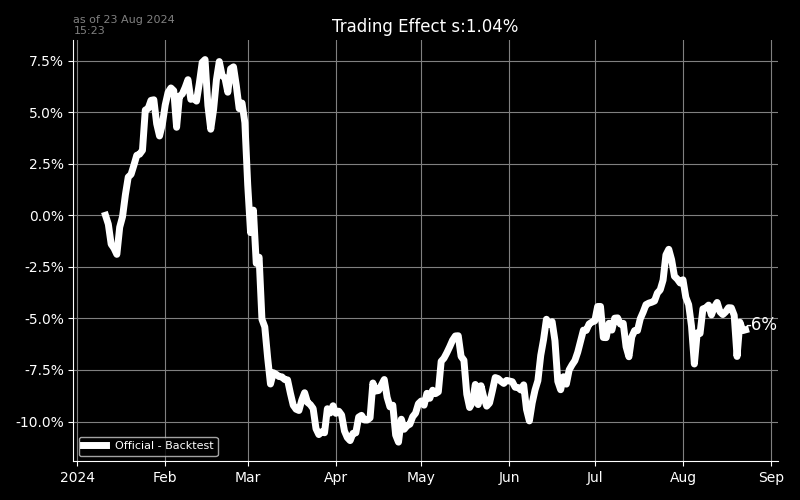 as of 23 Aug 2024
15:23
Trading Effect s:1.04%
7.5%
5.0%
2.5%
0.0%
-2.5%
-5.0%
-7.5%
-10.0%
-6%
Official - Backtest
2024 Feb Mar Apr May Jun Jul Aug Sep